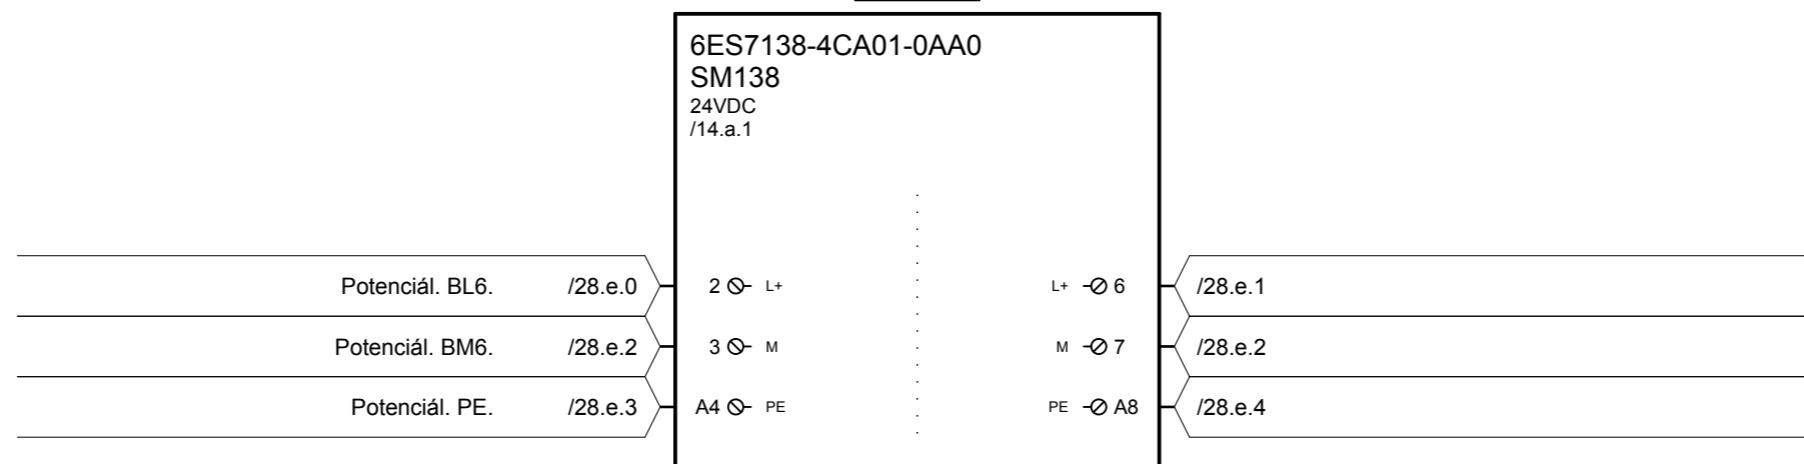 6ES7138-4CA01-0AA0
SM138
24VDC
/14.a.1
Potenciál. BL6. /28.e.0 2 L+ L+ 6 /28.e.1
Potenciál. BM6. /28.e.2 3 M M 7 /28.e.2
Potenciál. PE. /28.e.3 A4 PE PE A8 /28.e.4